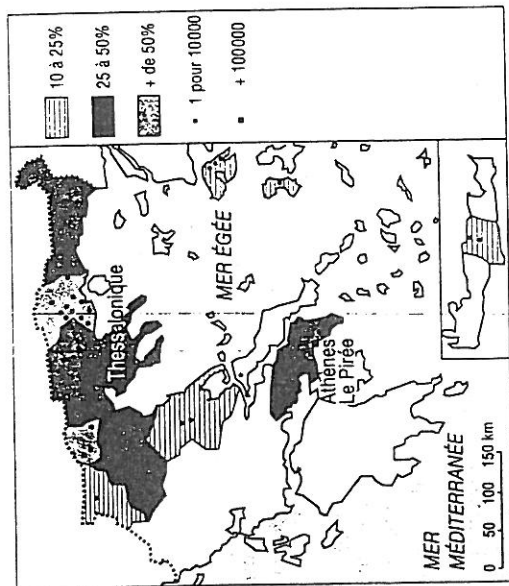 10 à 25%
25 à 50%
+ de 50%
• 1 pour 10000
▪ + 100000
MER ÉGÉE
Thessalonique
Athènes
Le Pirée
MER
MÉDITERRANÉE
0 50 100 150 km